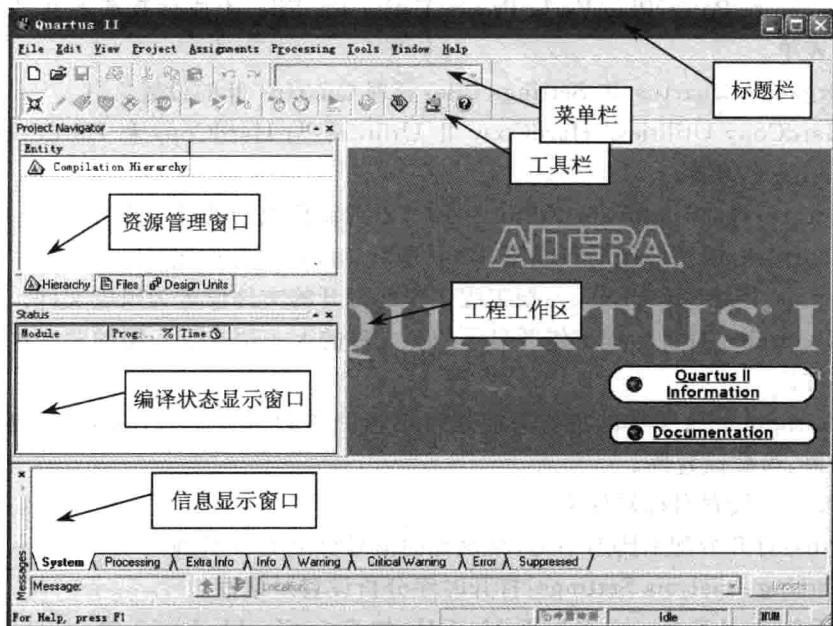 Quartus II
File Edit View Project Assignments Processing Tools Window Help
标题栏
菜单栏
工具栏
Project Navigator
Entity
Compilation Hierarchy
资源管理窗口
Hierarchy Files Design Units
ALTERA
QUARTUS I
工程工作区
Quartus II
Information
Documentation
Status
Module Prog. % Time
编译状态显示窗口
信息显示窗口
Messages
System Processing Extra Info Info Warning Critical Warning Error Suppressed
Message:
For Help, press F1
Idle NUM